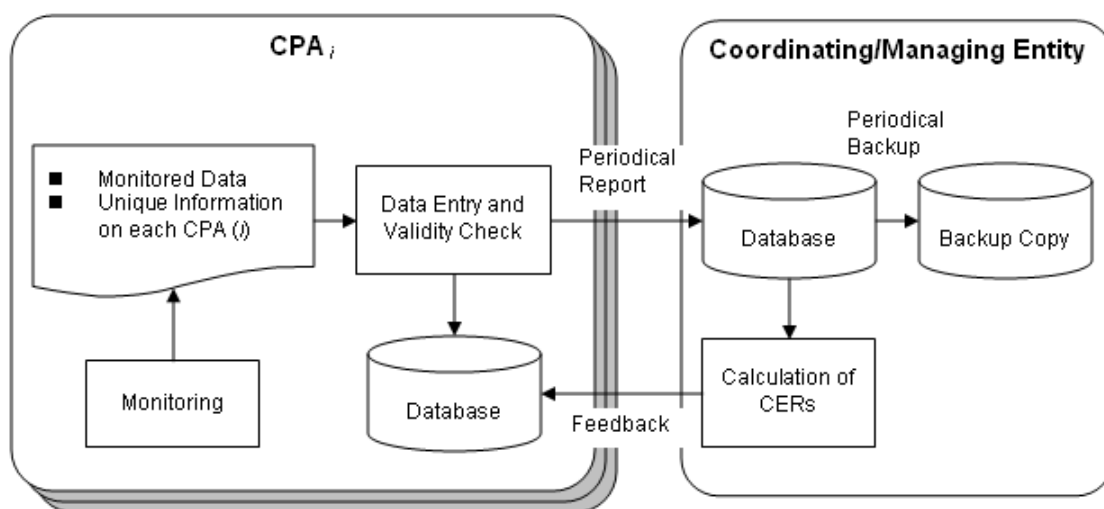 CPA i
Coordinating/Managing Entity
■ Monitored Data
■ Unique Information
on each CPA (i)
Data Entry and
Validity Check
Periodical
Report
Database
Periodical
Backup
Backup Copy
Monitoring
Database
Feedback
Calculation of
CERs